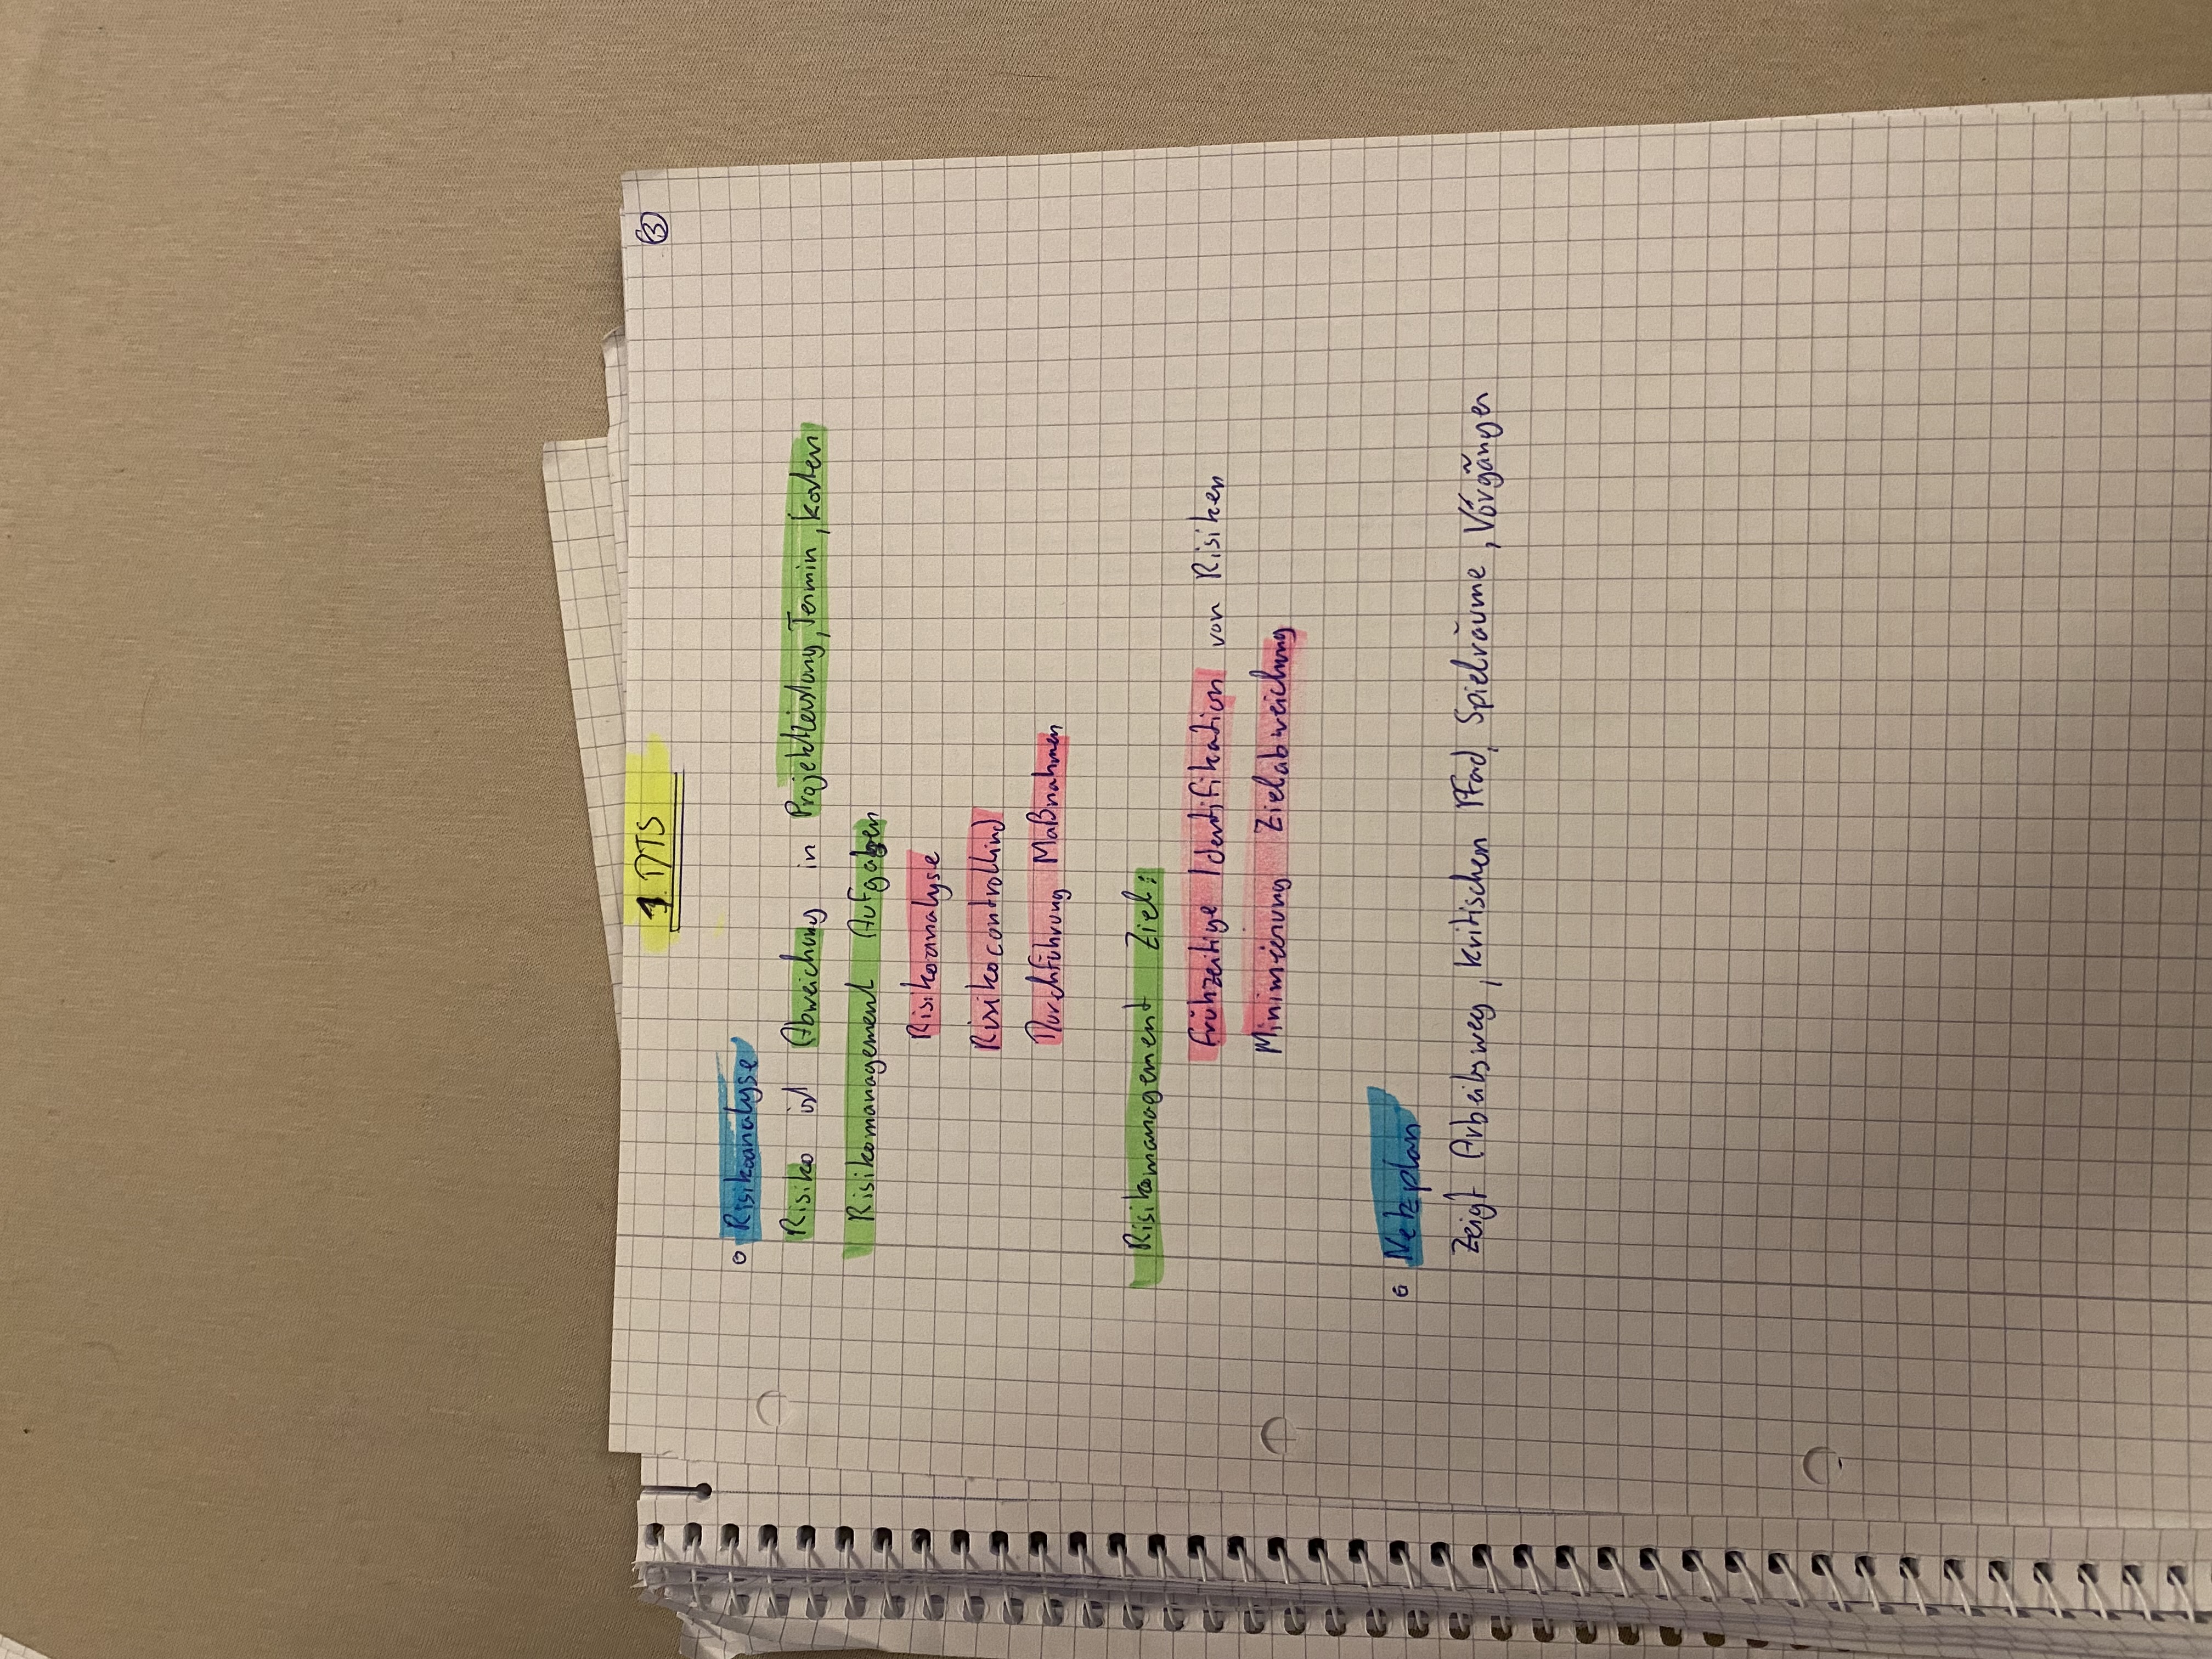 1. DTS
3
Risikoanalyse
Risiko ist Abweichung in Projektleistung, Termin, Kosten
Risikomanagement Aufgaben
Risikoanalyse
Risikocontrollind
Durchführung Maßnahmen
Risikomanagement Ziel:
Frühzeitige Identifikation von Risiken
Minimierung Zielabweichung
Netzplan
Zeigt Arbeitsweg, kritischen Pfad, Spielräume, Vorgänger